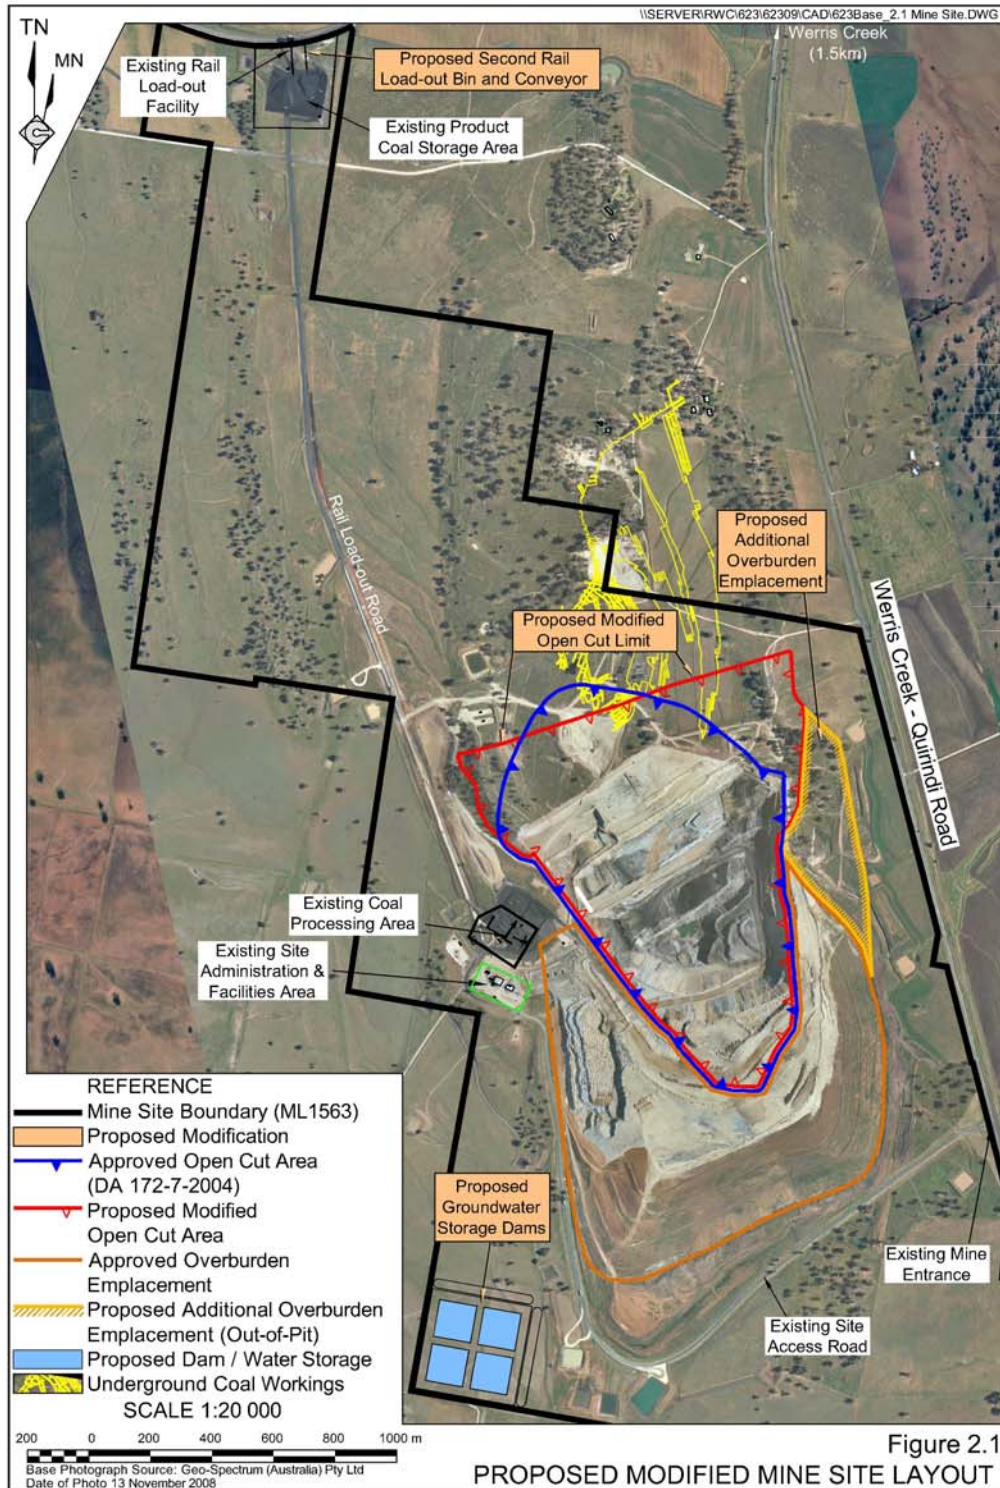 \\SERVER\RWC\623\62309\CAD\623Base_2.1 Mine Site.DWG
TN
MN
Werris Creek
(1.5km)
Existing Rail
Load-out
Facility
Proposed Second Rail
Load-out Bin and Conveyor
Existing Product
Coal Storage Area
Rail Load-out Road
Proposed
Additional
Overburden
Emplacement
Proposed Modified
Open Cut Limit
Werris Creek - Quirindi Road
Existing Coal
Processing Area
Existing Site
Administration &
Facilities Area
Proposed
Groundwater
Storage Dams
Existing Mine
Entrance
Existing Site
Access Road
REFERENCE
Mine Site Boundary (ML1563)
Proposed Modification
Approved Open Cut Area
(DA 172-7-2004)
Proposed Modified
Open Cut Area
Approved Overburden
Emplacement
Proposed Additional Overburden
Emplacement (Out-of-Pit)
Proposed Dam / Water Storage
Underground Coal Workings
SCALE 1:20 000
200 0 200 400 600 800 1000 m
Base Photograph Source: Geo-Spectrum (Australia) Pty Ltd
Date of Photo 13 November 2008
Figure 2.1
PROPOSED MODIFIED MINE SITE LAYOUT